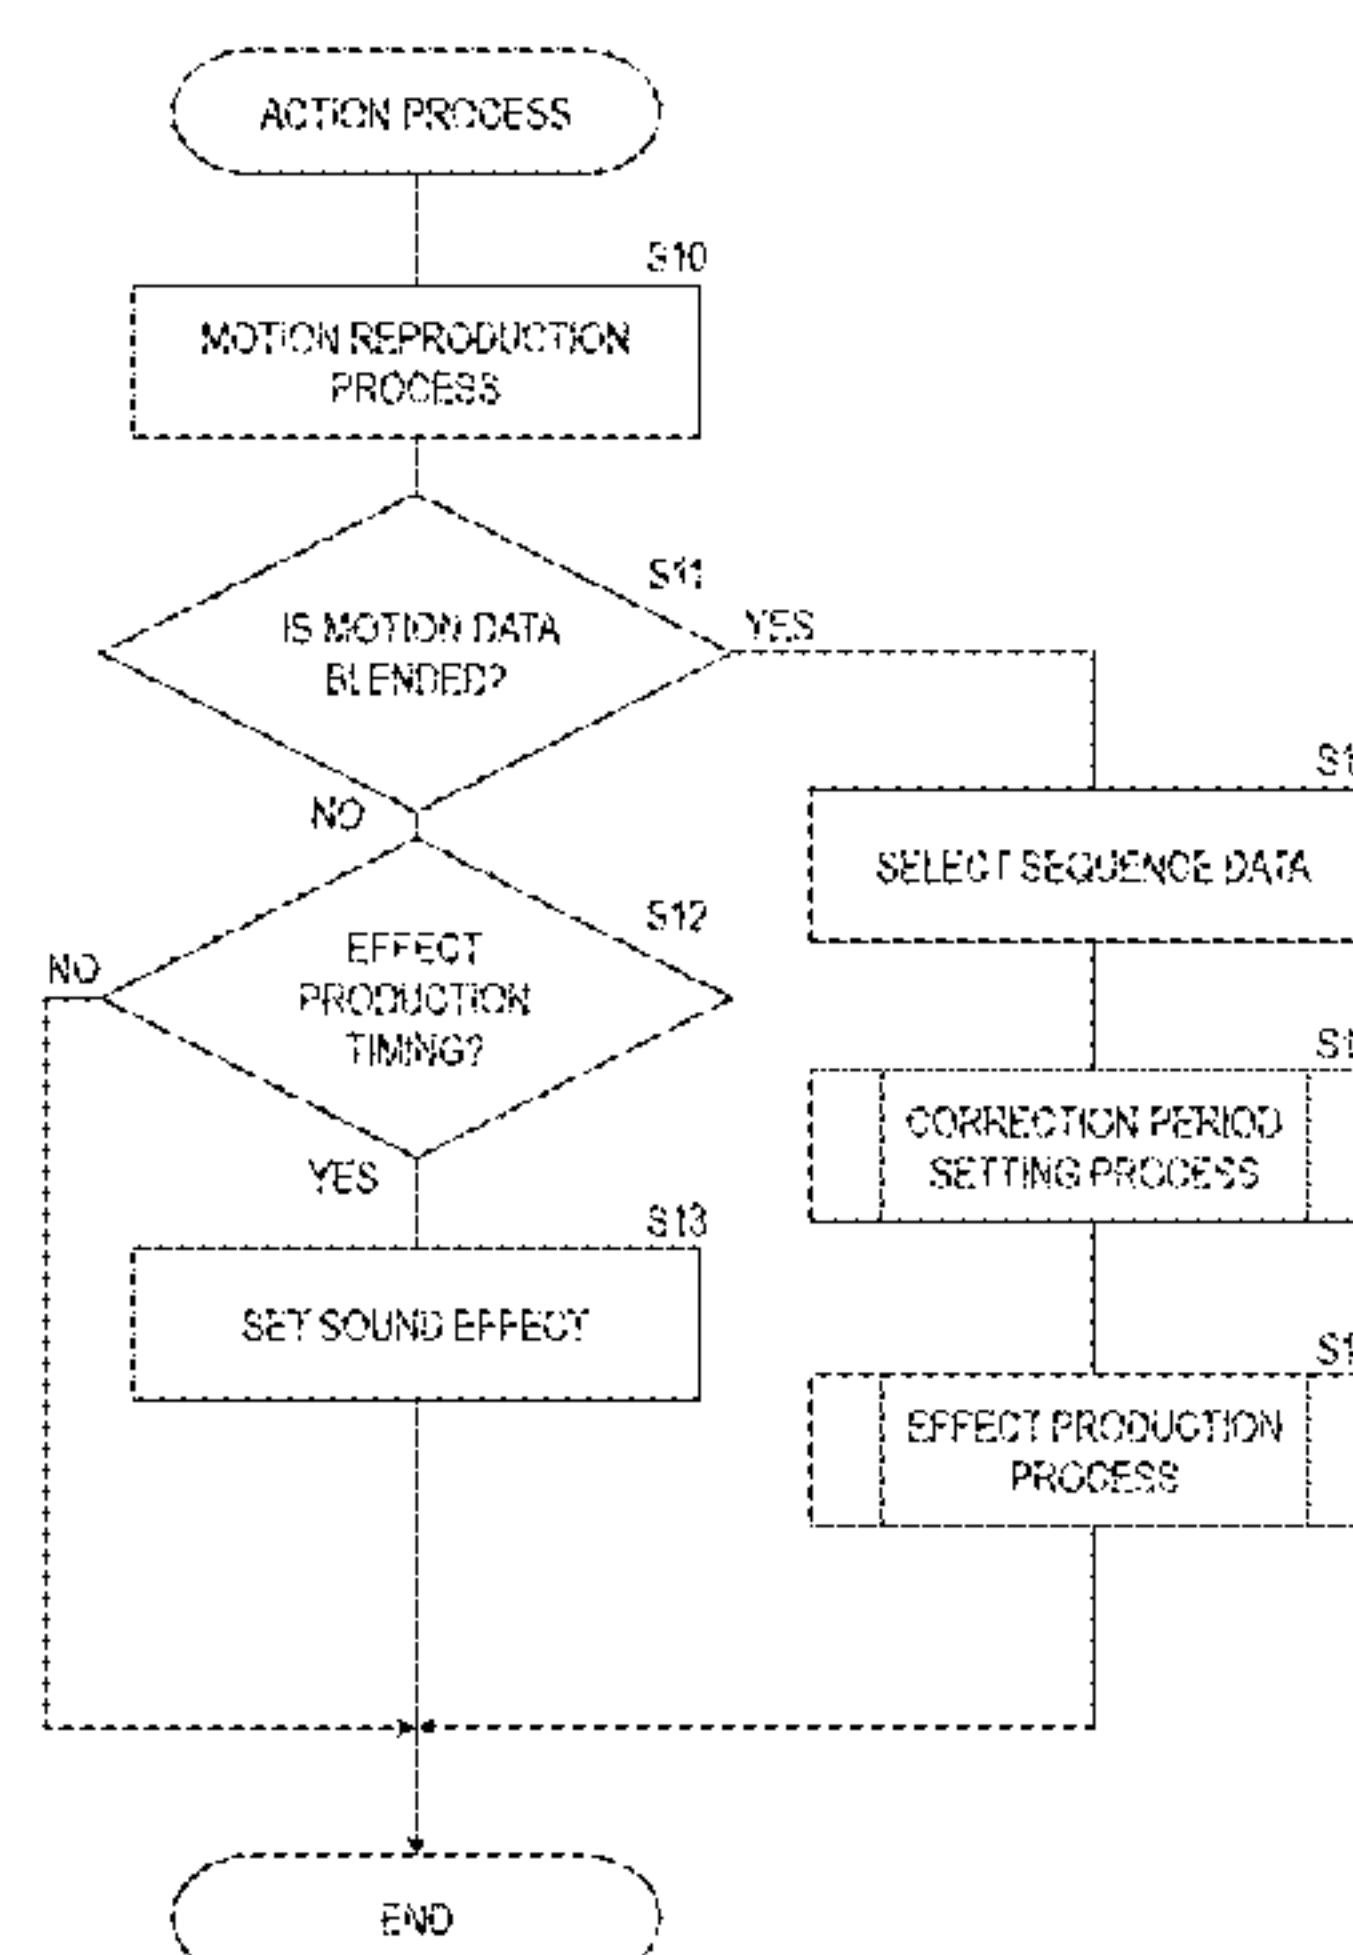 ACTION PROCESS
S10
MOTION REPRODUCTION
PROCESS
S11
IS MOTION DATA
BLENDED?
YES
NO
S12
EFFECT
PRODUCTION
TIMING?
NO
YES
S13
SET SOUND EFFECT
SELECT SEQUENCE DATA
CORRECTION PERIOD
SETTING PROCESS
EFFECT PRODUCTION
PROCESS
END